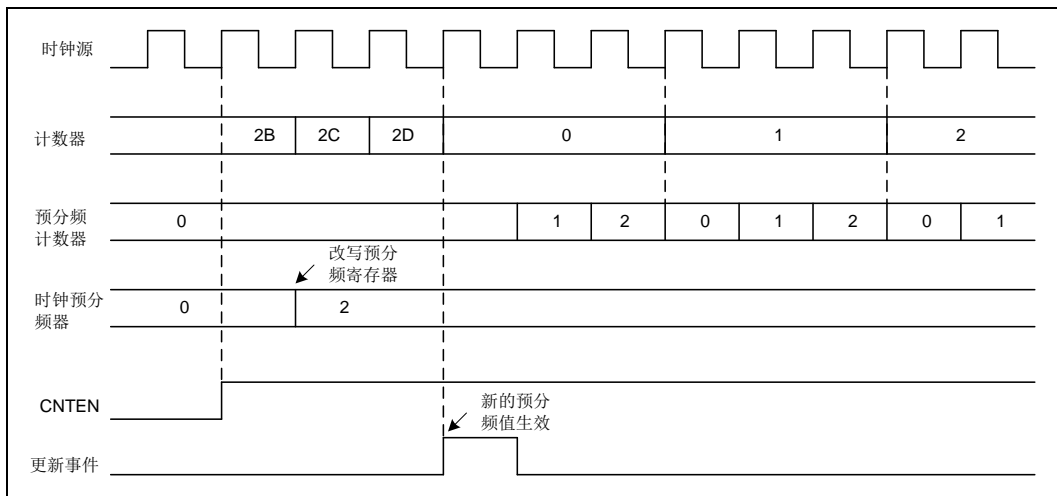 时钟源
计数器
2B 2C 2D 0 1 2
预分频
计数器
0 1 2 0 1 2 0 1
改写预分
频寄存器
时钟预分
频器
0 2
CNTEN
新的预分
频值生效
更新事件